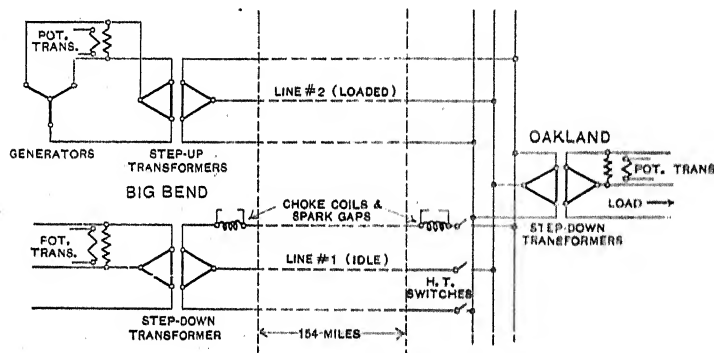 POT.
TRANS.
LINE #2 (LOADED)
GENERATORS
STEP-UP
TRANSFORMERS
OAKLAND
POT. TRANS
LOAD
STEP-DOWN
TRANSFORMERS
BIG BEND
CHOKE COILS &
SPARK GAPS
POT.
TRANS.
LINE #1 (IDLE)
H.T.
SWITCHES
STEP-DOWN
TRANSFORMER
154-MILES